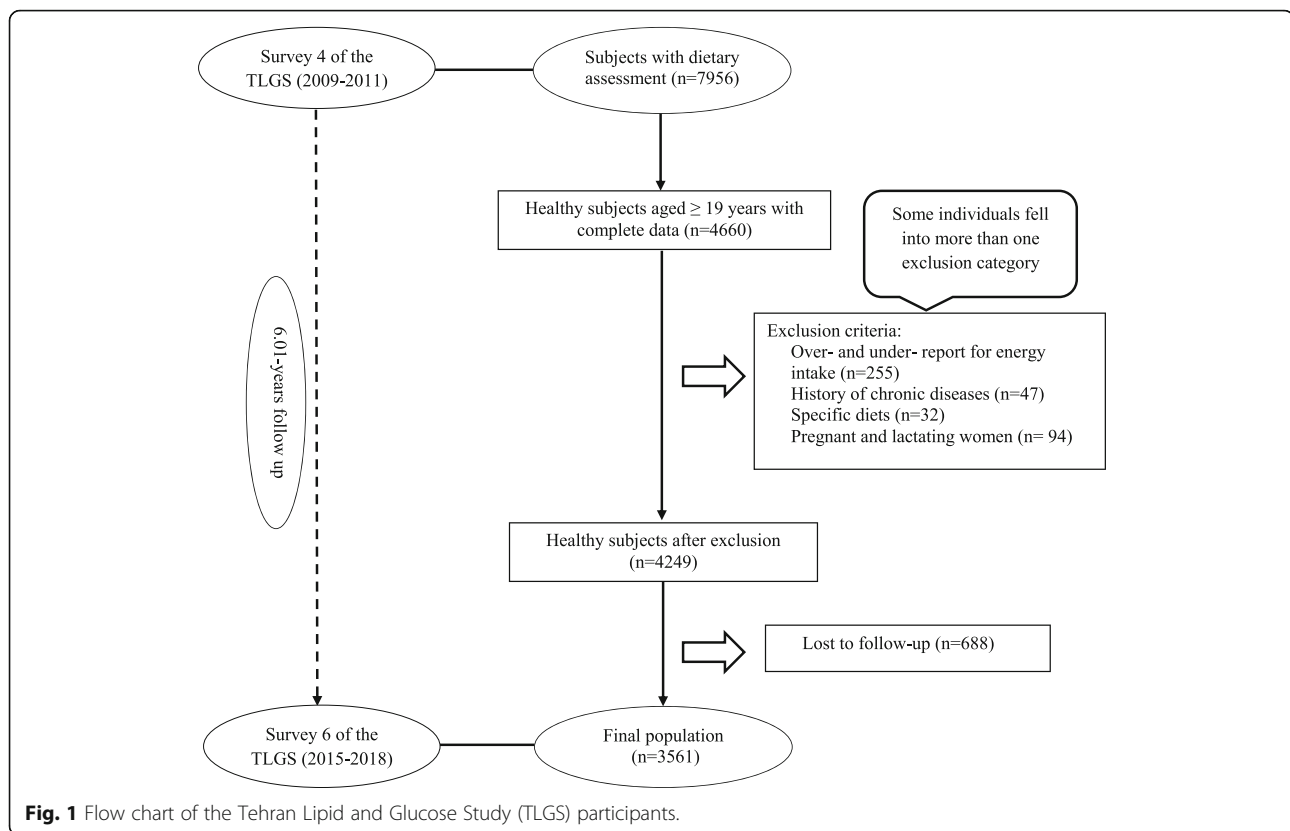 Survey 4 of the
TLGS (2009-2011)
Subjects with dietary
assessment (n=7956)
Healthy subjects aged ≥ 19 years with
complete data (n=4660)
Some individuals fell
into more than one
exclusion category
Exclusion criteria:
Over- and under- report for energy
intake (n=255)
History of chronic diseases (n=47)
Specific diets (n=32)
Pregnant and lactating women (n= 94)
6.01-years follow up
Healthy subjects after exclusion
(n=4249)
Lost to follow-up (n=688)
Survey 6 of the
TLGS (2015-2018)
Final population
(n=3561)
Fig. 1 Flow chart of the Tehran Lipid and Glucose Study (TLGS) participants.